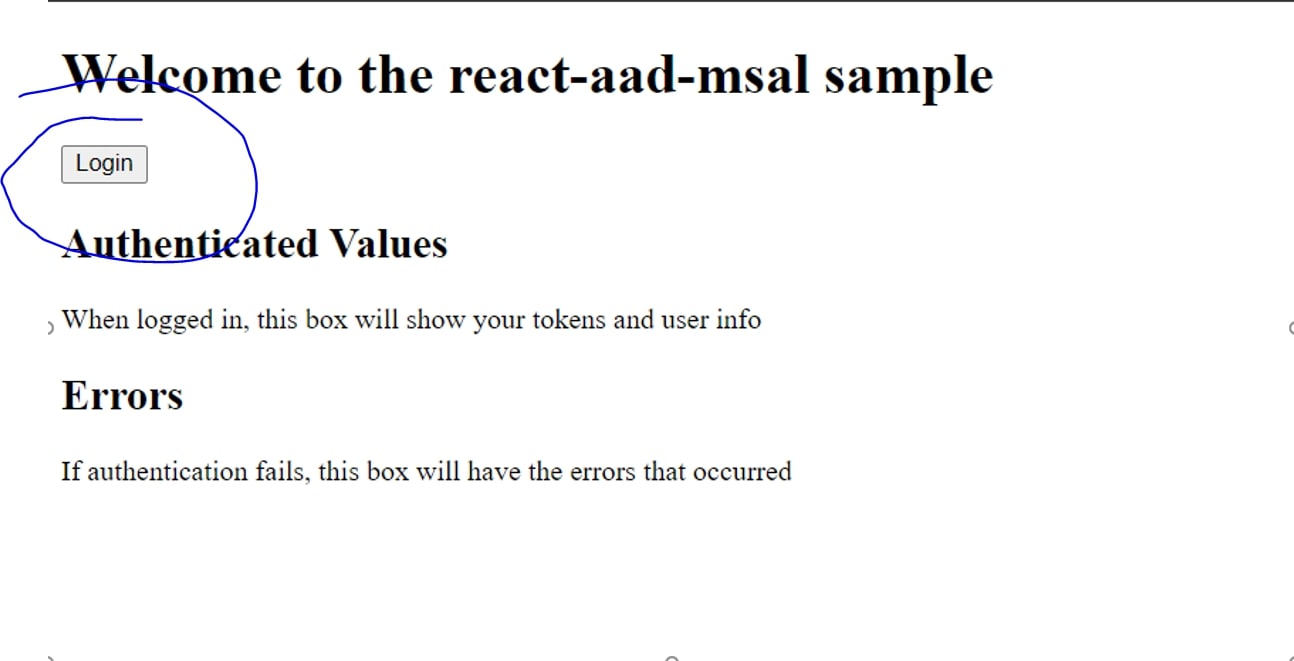 Welcome to the react-aad-msal sample
Login
Authenticated Values
When logged in, this box will show your tokens and user info
Errors
If authentication fails, this box will have the errors that occurred